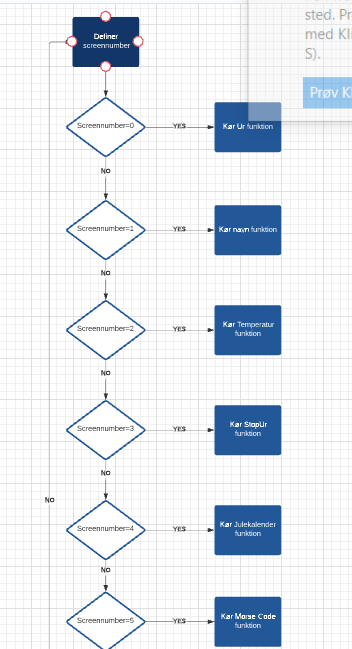 sted. Pr
med Kli
S).
Prøv Kl
Definer
screennumber
Screennumber=0
YES
Kør Ur funktion
NO
Screennumber=1
YES
Kør navn funktion
NO
Screennumber=2
YES
Kør Temperatur
funktion
NO
Screennumber=3
YES
Kør StopUr
funktion
NO
NO
Screennumber=4
YES
Kør Julekalender
funktion
NO
Screennumber=5
YES
Kør Morse Code
funktion